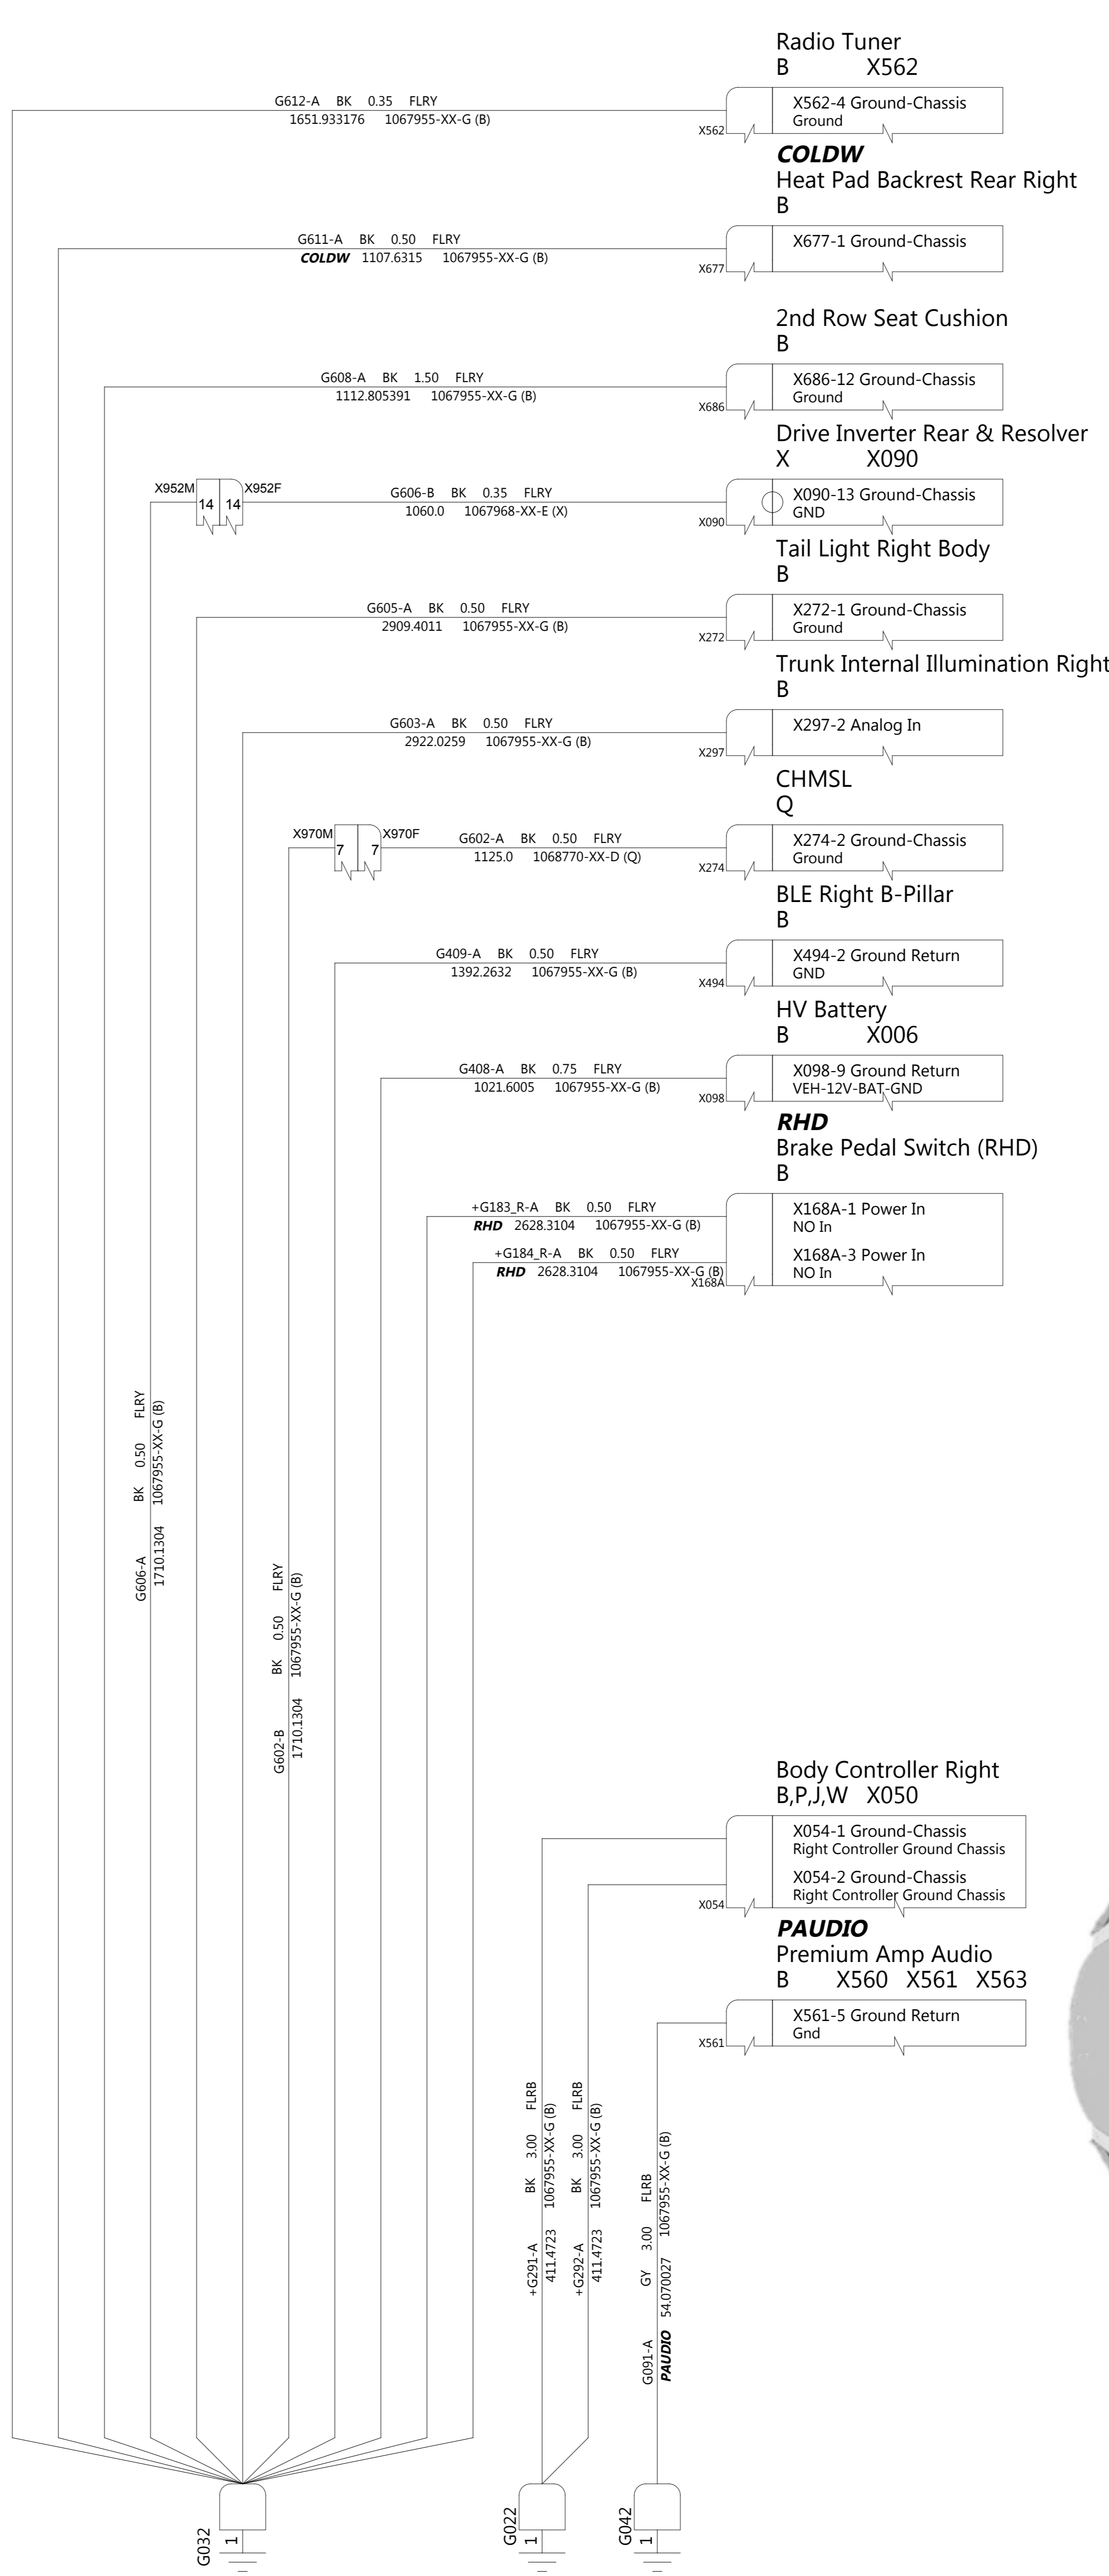 Radio Tuner
B X562
G612-A BK 0.35 FLRY
1651.933176 1067955-XX-G (B)
X562
X562-4 Ground-Chassis
Ground
COLDW
Heat Pad Backrest Rear Right
B
G611-A BK 0.50 FLRY
COLDW 1107.6315 1067955-XX-G (B)
X677
X677-1 Ground-Chassis
2nd Row Seat Cushion
B
G608-A BK 1.50 FLRY
1112.805391 1067955-XX-G (B)
X686
X686-12 Ground-Chassis
Ground
Drive Inverter Rear & Resolver
X X090
X952M
14
14
X952F
G606-B BK 0.35 FLRY
1060.0 1067968-XX-E (X)
X090
X090-13 Ground-Chassis
GND
Tail Light Right Body
B
G605-A BK 0.50 FLRY
2909.4011 1067955-XX-G (B)
X272
X272-1 Ground-Chassis
Ground
Trunk Internal Illumination Right
B
G603-A BK 0.50 FLRY
2922.0259 1067955-XX-G (B)
X297
X297-2 Analog In
CHMSL
Q
X970M
7
7
X970F
G602-A BK 0.50 FLRY
1125.0 1068770-XX-D (Q)
X274
X274-2 Ground-Chassis
Ground
BLE Right B-Pillar
B
G409-A BK 0.50 FLRY
1392.2632 1067955-XX-G (B)
X494
X494-2 Ground Return
GND
HV Battery
B X006
G408-A BK 0.75 FLRY
1021.6005 1067955-XX-G (B)
X098
X098-9 Ground Return
VEH-12V-BAT-GND
RHD
Brake Pedal Switch (RHD)
B
+G183_R-A BK 0.50 FLRY
RHD 2628.3104 1067955-XX-G (B)
X168A-1 Power In
NO In
+G184_R-A BK 0.50 FLRY
RHD 2628.3104 1067955-XX-G (B)
X168A
X168A-3 Power In
NO In
G606-A BK 0.50 FLRY
1710.1304 1067955-XX-G (B)
G602-B BK 0.50 FLRY
1710.1304 1067955-XX-G (B)
Body Controller Right
B,P,J,W X050
X054-1 Ground-Chassis
Right Controller Ground Chassis
X054-2 Ground-Chassis
Right Controller Ground Chassis
X054
PAUDIO
Premium Amp Audio
B X560 X561 X563
X561-5 Ground Return
Gnd
X561
+G291-A BK 3.00 FLRB
411.4723 1067955-XX-G (B)
+G292-A BK 3.00 FLRB
411.4723 1067955-XX-G (B)
G091-A GY 3.00 FLRB
PAUDIO 54.070027 1067955-XX-G (B)
G032
1
G022
1
G042
1